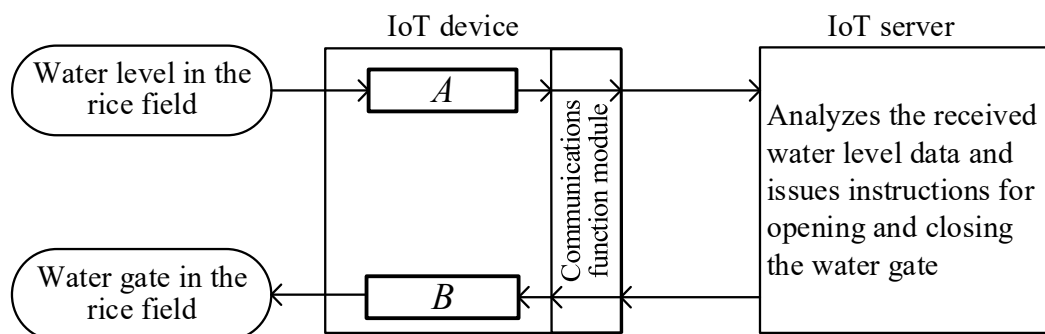 IoT device
IoT server
Water level in the
rice field
A
Communications
function module
Analyzes the received
water level data and
issues instructions for
opening and closing
the water gate
Water gate in the
rice field
B